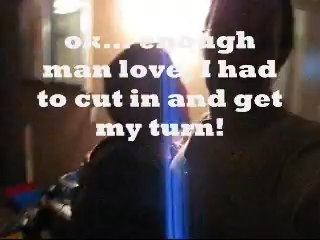 ok... enough
man love, I had
to cut in and get
my turn!